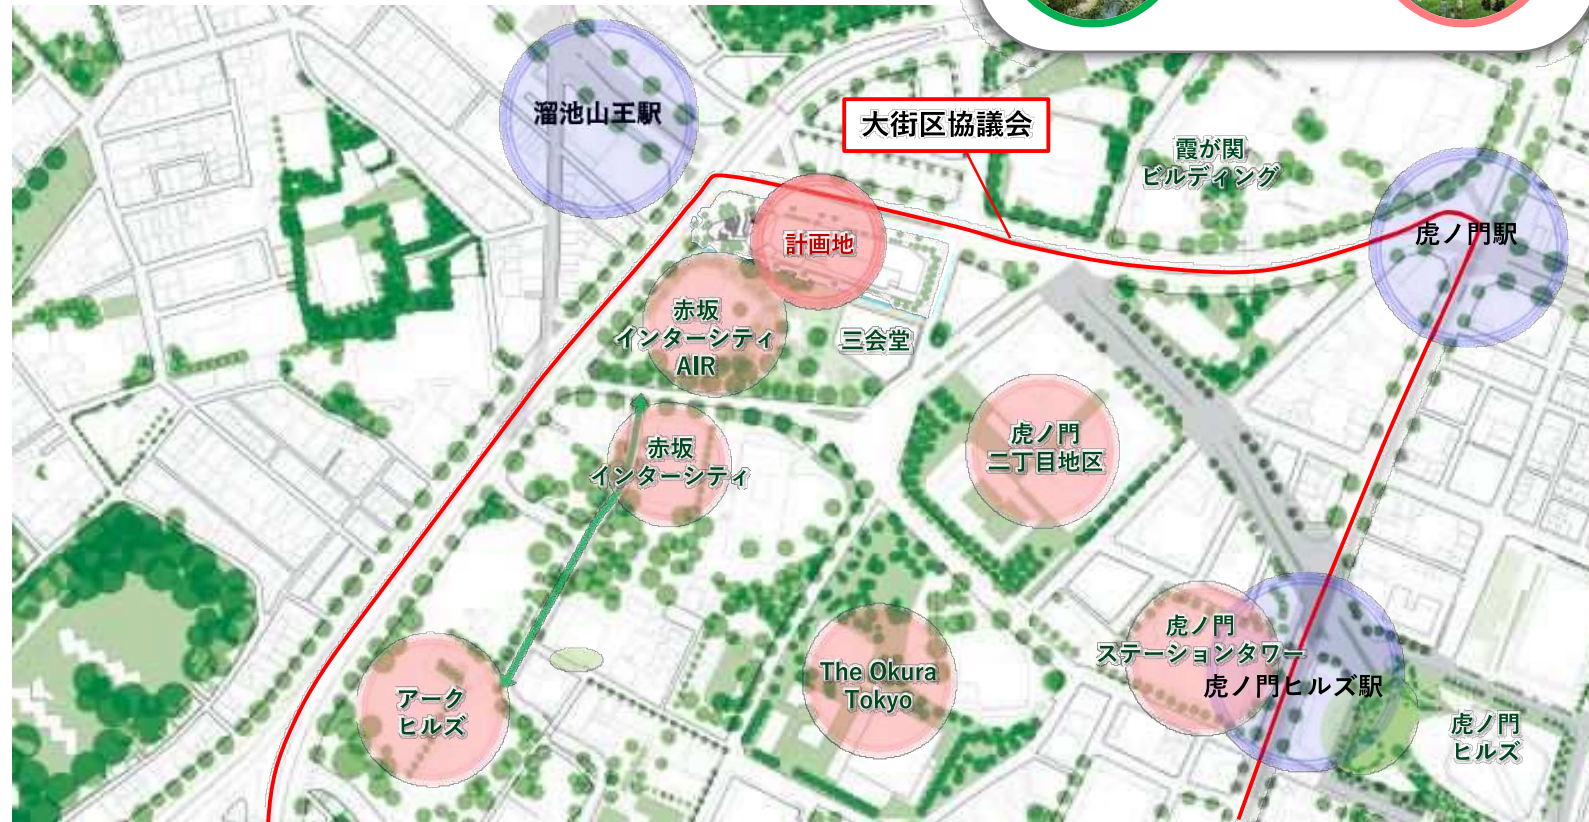 溜池山王駅
大街区協議会
霞が関
ビルディング
虎ノ門駅
計画地
赤坂
インターシティ
AIR
三会堂
赤坂
インターシティ
虎ノ門
二丁目地区
アーク
ヒルズ
The Okura
Tokyo
虎ノ門
ステーションタワー
虎ノ門ヒルズ駅
虎ノ門
ヒルズ